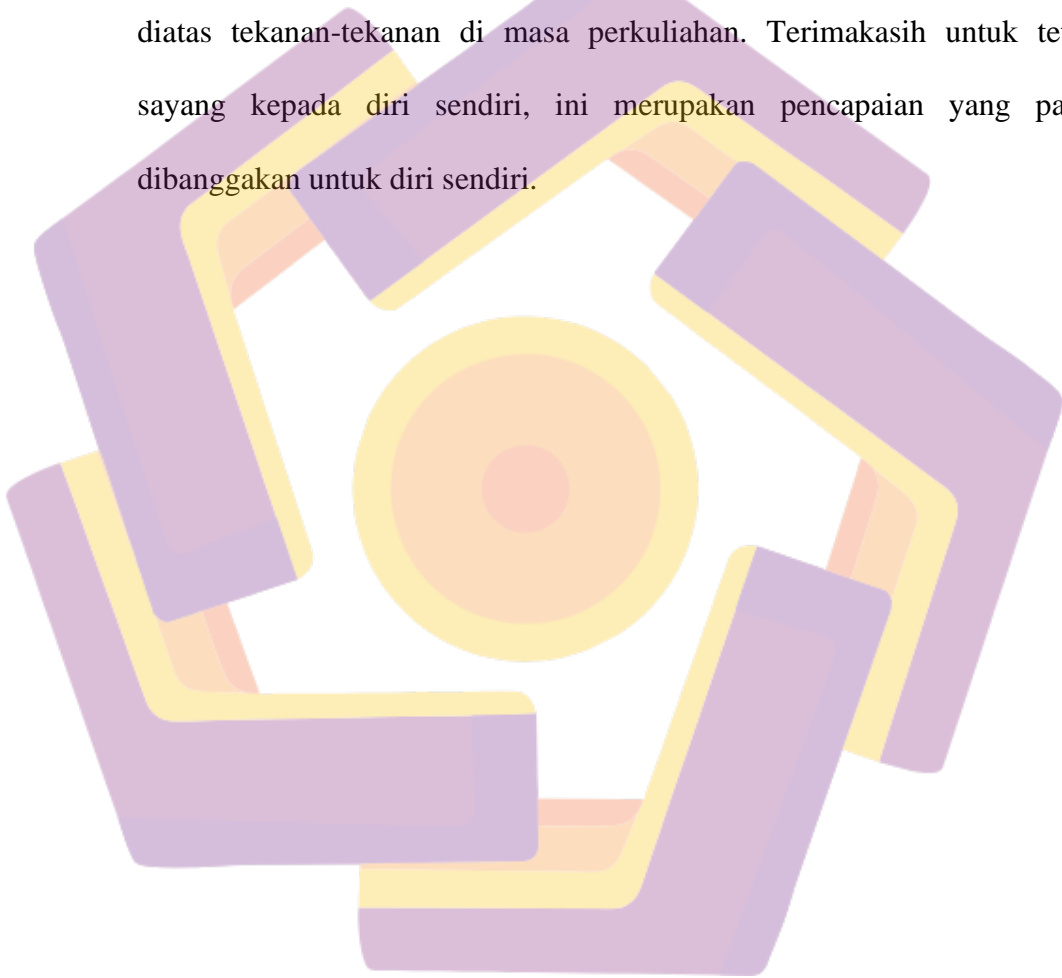 diatas tekanan-tekanan di masa perkuliahan. Terimakasih untuk
sayang kepada diri sendiri, ini merupakan pencapaian yang
dibanggakan untuk diri sendiri.